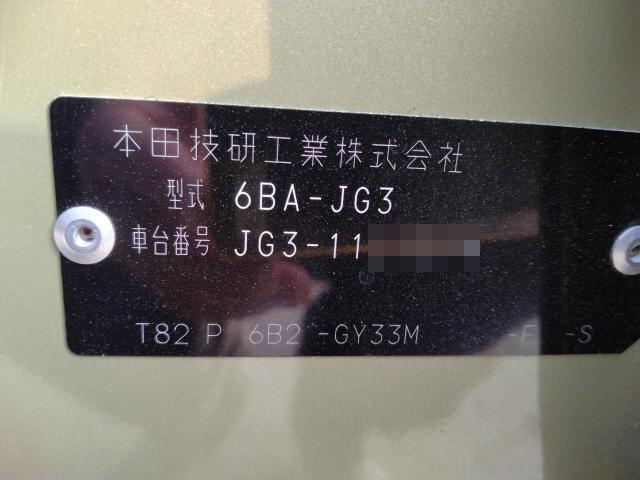 本田技研工業株式会社
型式 6BA-JG3
車台番号 JG3-11
T82 P 6B2 -GY33M -F -S